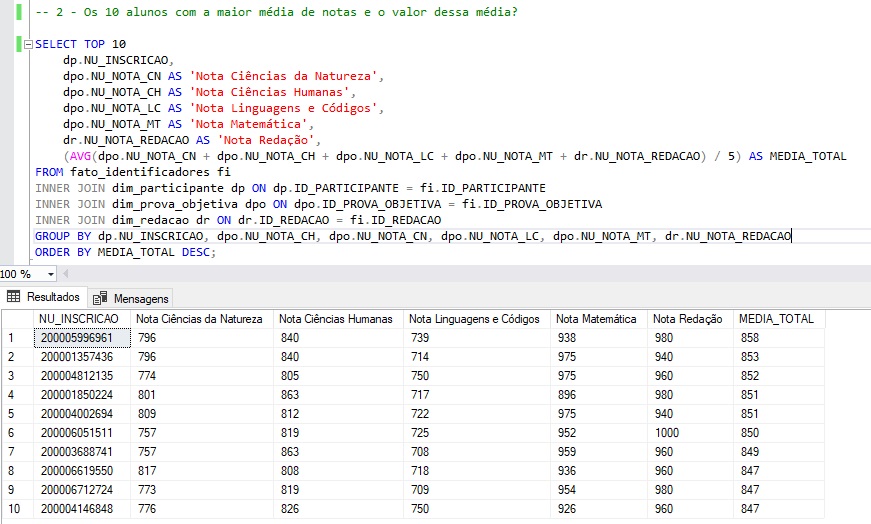 -- 2 - Os 10 alunos com a maior média de notas e o valor dessa média?
SELECT TOP 10
dp.NU_INSCRICAO,
dpo.NU_NOTA_CN AS 'Nota Ciências da Natureza',
dpo.NU_NOTA_CH AS 'Nota Ciências Humanas',
dpo.NU_NOTA_LC AS 'Nota Linguagens e Códigos',
dpo.NU_NOTA_MT AS 'Nota Matemática',
dr.NU_NOTA_REDACAO AS 'Nota Redação',
(AVG(dpo.NU_NOTA_CN + dpo.NU_NOTA_CH + dpo.NU_NOTA_LC + dpo.NU_NOTA_MT + dr.NU_NOTA_REDACAO) / 5) AS MEDIA_TOTAL
FROM fato_identificadores fi
INNER JOIN dim_participante dp ON dp.ID_PARTICIPANTE = fi.ID_PARTICIPANTE
INNER JOIN dim_prova_objetiva dpo ON dpo.ID_PROVA_OBJETIVA = fi.ID_PROVA_OBJETIVA
INNER JOIN dim_redacao dr ON dr.ID_REDACAO = fi.ID_REDACAO
GROUP BY dp.NU_INSCRICAO, dpo.NU_NOTA_CH, dpo.NU_NOTA_CN, dpo.NU_NOTA_LC, dpo.NU_NOTA_MT, dr.NU_NOTA_REDACAO
ORDER BY MEDIA_TOTAL DESC;
100 %
Resultados Mensagens
NU_INSCRICAO Nota Ciências da Natureza Nota Ciências Humanas Nota Linguagens e Códigos Nota Matemática Nota Redação MEDIA_TOTAL
1 200005996961 796 840 739 938 980 858
2 200001357436 796 840 714 975 940 853
3 200004812135 774 805 750 975 960 852
4 200001850224 801 863 717 896 980 851
5 200004002694 809 812 722 975 940 851
6 200006051511 757 819 725 952 1000 850
7 200003688741 757 863 708 959 960 849
8 200006619550 817 808 718 936 960 847
9 200006712724 773 819 709 954 980 847
10 200004146848 776 826 750 926 960 847